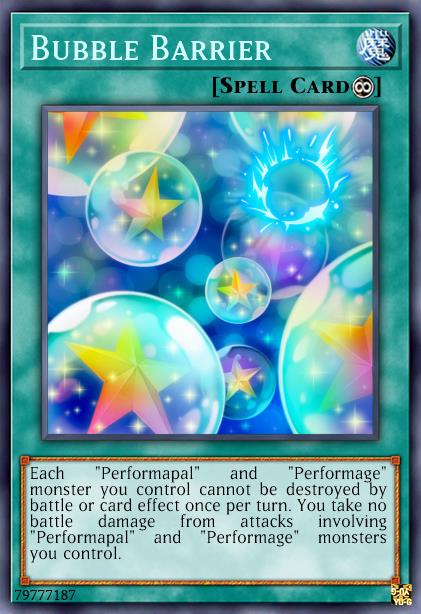 Bubble Barrier
[Spell Card]
Each "Performapal" and "Performage"
monster you control cannot be destroyed by
battle or card effect once per turn. You take no
battle damage from attacks involving
"Performapal" and "Performage" monsters
you control.
79777187